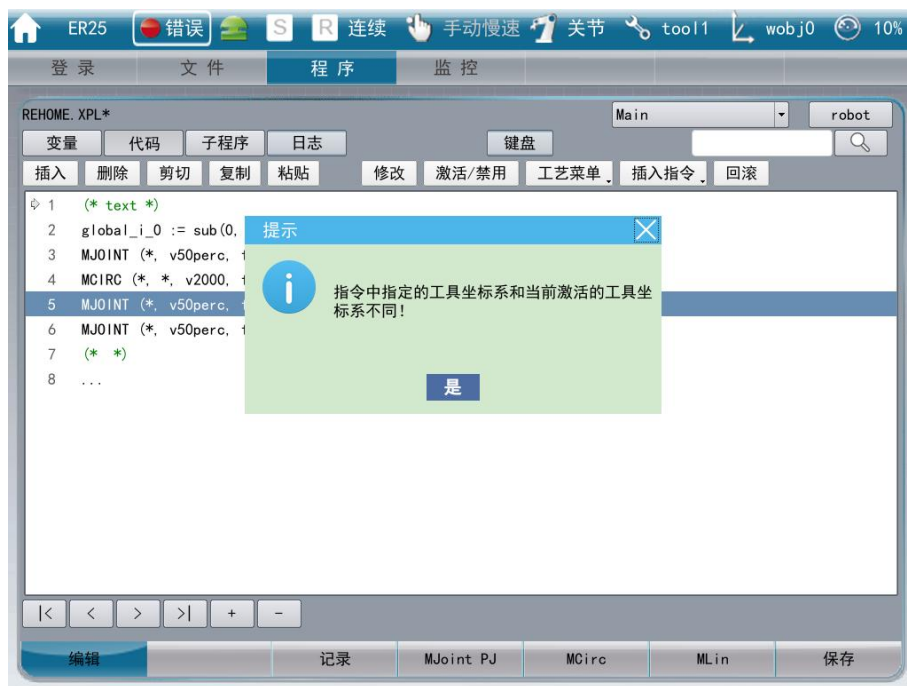 ER25 错误 S R 连续 手动慢速 关节 tool1 wobj0 10%
登录 文件 程序 监控
REHOME.XPL* Main robot
变量 代码 子程序 日志 键盘
插入 删除 剪切 复制 粘贴 修改 激活/禁用 工艺菜单 插入指令 回滚
1 (* text *)
2 global_i_0 := sub(0,
3 MJOINT (*, v50perc,
4 MCIRC (*, *, v2000,
5 MJOINT (*, v50perc,
6 MJOINT (*, v50perc,
7 (* *)
8 ...
提示
指令中指定的工具坐标系和当前激活的工具坐
标系不同!
是
|< < > >| + -
编辑 记录 MJoint PJ MCirc MLin 保存